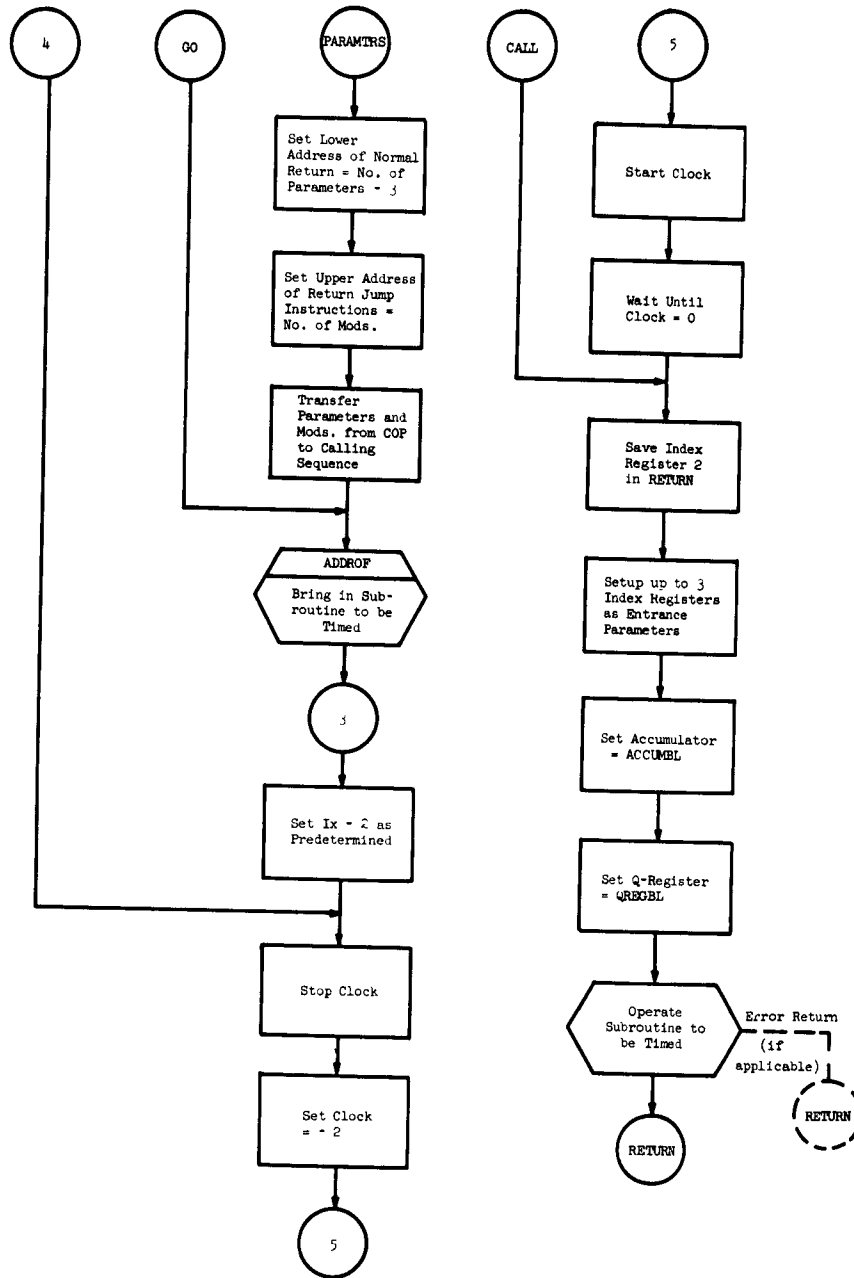 4
GO
PARAMTRS
CALL
5
Set Lower
Address of Normal
Return = No. of
Parameters - 3
Set Upper Address
of Return Jump
Instructions =
No. of Mods.
Transfer
Parameters and
Mods. from COP
to Calling
Sequence
ADDROF
Bring in Sub-
routine to be
Timed
3
Set Ix - 2 as
Predetermined
Stop Clock
Set Clock
= - 2
5
Start Clock
Wait Until
Clock = 0
Save Index
Register 2
in RETURN
Setup up to 3
Index Registers
as Entrance
Parameters
Set Accumulator
= ACCUMBL
Set Q-Register
= QREGBL
Operate
Subroutine to
be Timed
Error Return
(if
applicable)
RETURN
RETURN